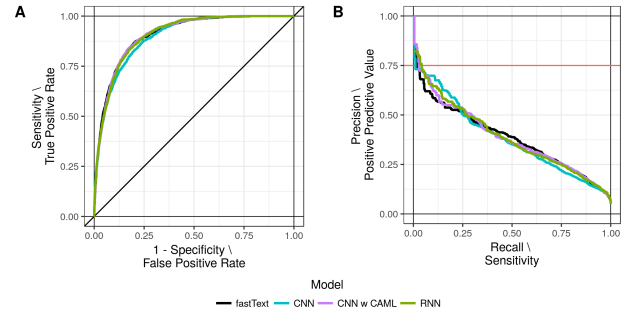 A
1.00
0.75
0.50
0.25
0.00
Sensitivity \
True Positive Rate
0.00 0.25 0.50 0.75 1.00
1 - Specificity \
False Positive Rate
B
1.00
0.75
0.50
0.25
0.00
Precision \
Positive Predictive Value
0.00 0.25 0.50 0.75 1.00
Recall \
Sensitivity
Model
fastText CNN CNN w CAML RNN